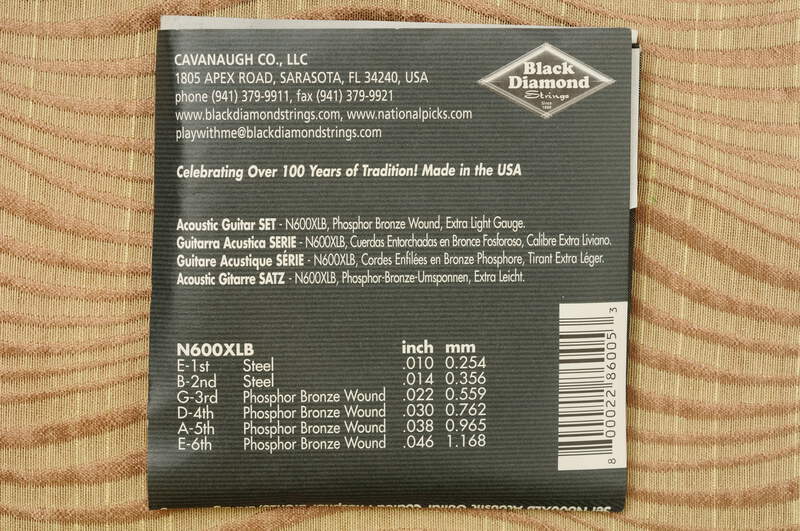 CAVANAUGH CO., LLC
1805 APEX ROAD, SARASOTA, FL 34240, USA
phone (941) 379-9911, fax (941) 379-9921
www.blackdiamondstrings.com, www.nationalpicks.com
playwithme@blackdiamondstrings.com
Black
Diamond
Strings
Since
1890
Celebrating Over 100 Years of Tradition! Made in the USA
Acoustic Guitar SET - N600XLB, Phosphor Bronze Wound, Extra Light Gauge.
Guitarra Acustica SERIE - N600XLB, Cuerdas Entorchadas en Bronce Fosforoso, Calibre Extra Liviano.
Guitare Acoustique SÉRIE - N600XLB, Cordes Enfilées en Bronze Phosphore, Tirant Extra Léger.
Acoustic Gitarre SATZ - N600XLB, Phosphor-Bronze-Umsponnen, Extra Leicht.
N600XLB inch mm
E-1st Steel .010 0.254
B-2nd Steel .014 0.356
G-3rd Phosphor Bronze Wound .022 0.559
D-4th Phosphor Bronze Wound .030 0.762
A-5th Phosphor Bronze Wound .038 0.965
E-6th Phosphor Bronze Wound .046 1.168
8 00022 86005 3